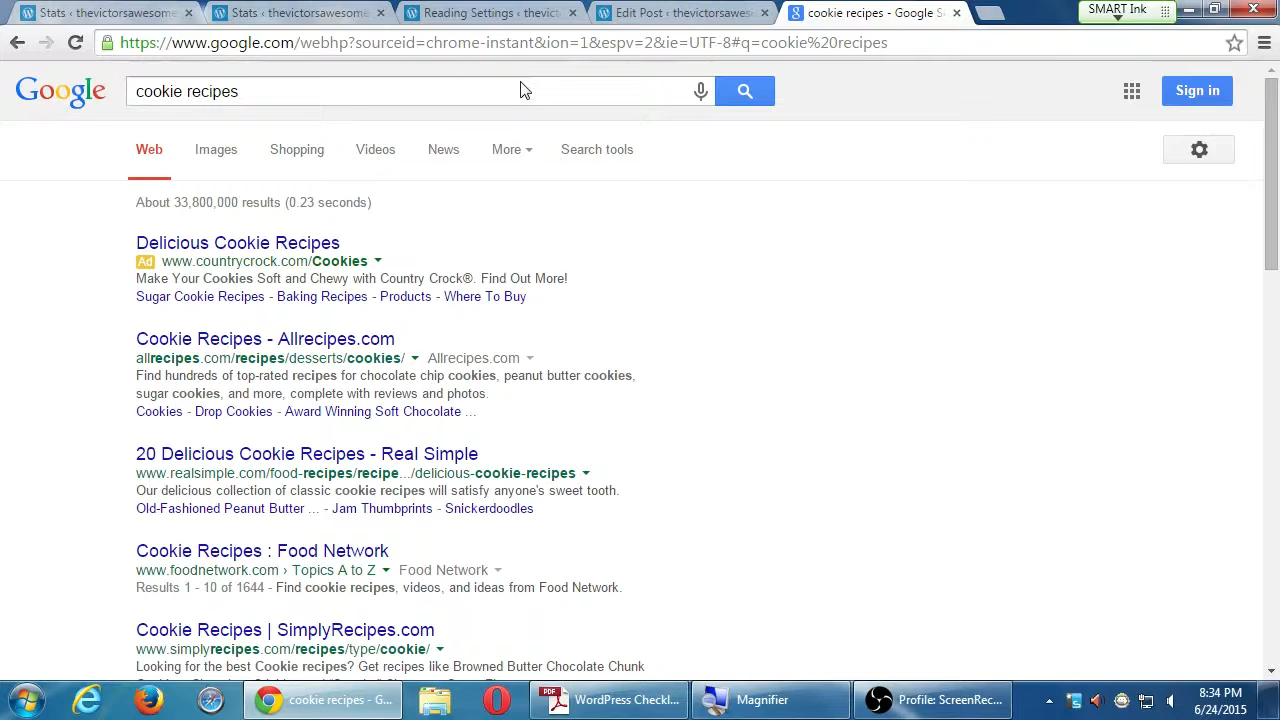 Stats ‹ thevictorsawesome
Stats ‹ thevictorsawesome
Reading Settings ‹ thevict
Edit Post ‹ thevictorsawes
cookie recipes - Google S
SMART Ink
https://www.google.com/webhp?sourceid=chrome-instant&ion=1&espv=2&ie=UTF-8#q=cookie%20recipes
Google
cookie recipes
Sign in
Web
Images
Shopping
Videos
News
More
Search tools
About 33,800,000 results (0.23 seconds)
Delicious Cookie Recipes
Ad www.countrycrock.com/Cookies
Make Your Cookies Soft and Chewy with Country Crock®. Find Out More!
Sugar Cookie Recipes - Baking Recipes - Products - Where To Buy
Cookie Recipes - Allrecipes.com
allrecipes.com/recipes/desserts/cookies/ Allrecipes.com
Find hundreds of top-rated recipes for chocolate chip cookies, peanut butter cookies,
sugar cookies, and more, complete with reviews and photos.
Cookies - Drop Cookies - Award Winning Soft Chocolate ...
20 Delicious Cookie Recipes - Real Simple
www.realsimple.com/food-recipes/recipe.../delicious-cookie-recipes
Our delicious collection of classic cookie recipes will satisfy anyone's sweet tooth.
Old-Fashioned Peanut Butter ... - Jam Thumbprints - Snickerdoodles
Cookie Recipes : Food Network
www.foodnetwork.com › Topics A to Z Food Network
Results 1 - 10 of 1644 - Find cookie recipes, videos, and ideas from Food Network.
Cookie Recipes | SimplyRecipes.com
www.simplyrecipes.com/recipes/type/cookie/
Looking for the best Cookie recipes? Get recipes like Browned Butter Chocolate Chunk
cookie recipes - G...
WordPress Checkl...
Magnifier
Profile: ScreenRec...
8:34 PM
6/24/2015